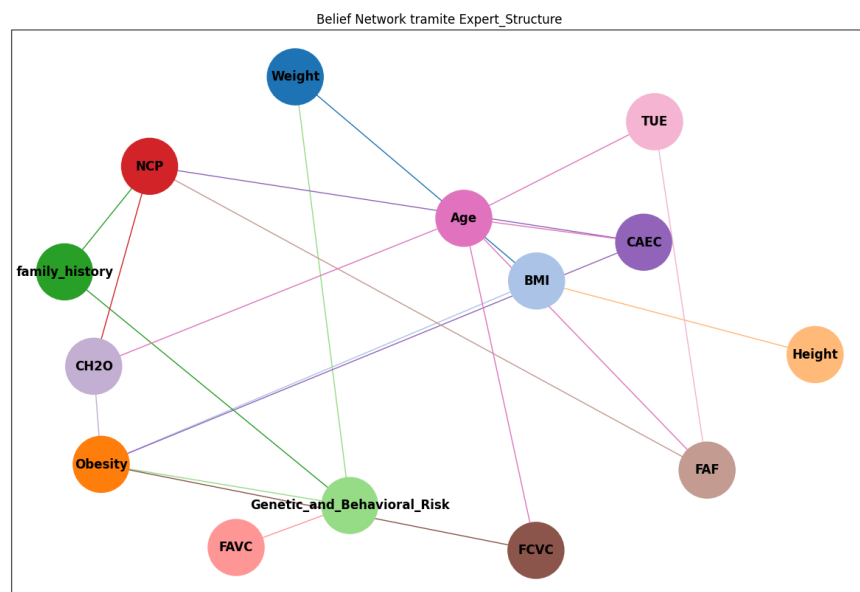 Belief Network tramite Expert_Structure
Weight
TUE
NCP
Age
CAEC
family_history
BMI
Height
CH2O
Obesity
FAF
Genetic_and_Behavioral_Risk
FAVC
FCVC